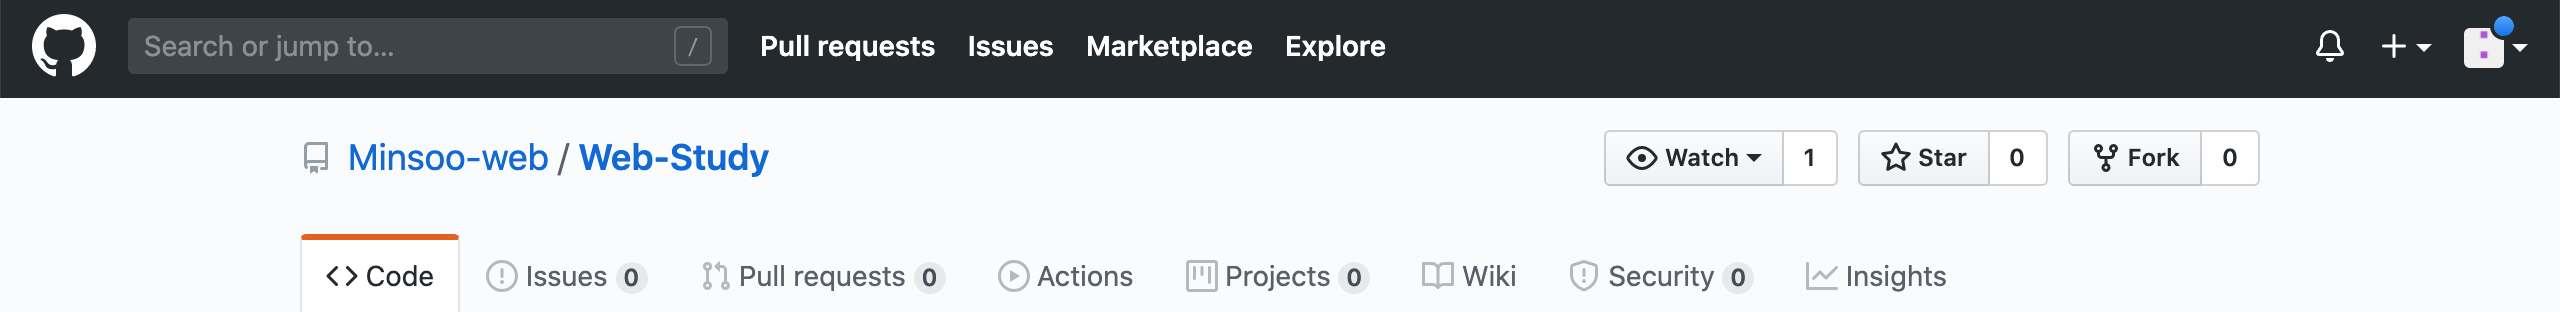 Search or jump to... / Pull requests Issues Marketplace Explore
Minsoo-web / Web-Study Watch 1 Star 0 Fork 0
Code Issues 0 Pull requests 0 Actions Projects 0 Wiki Security 0 Insights